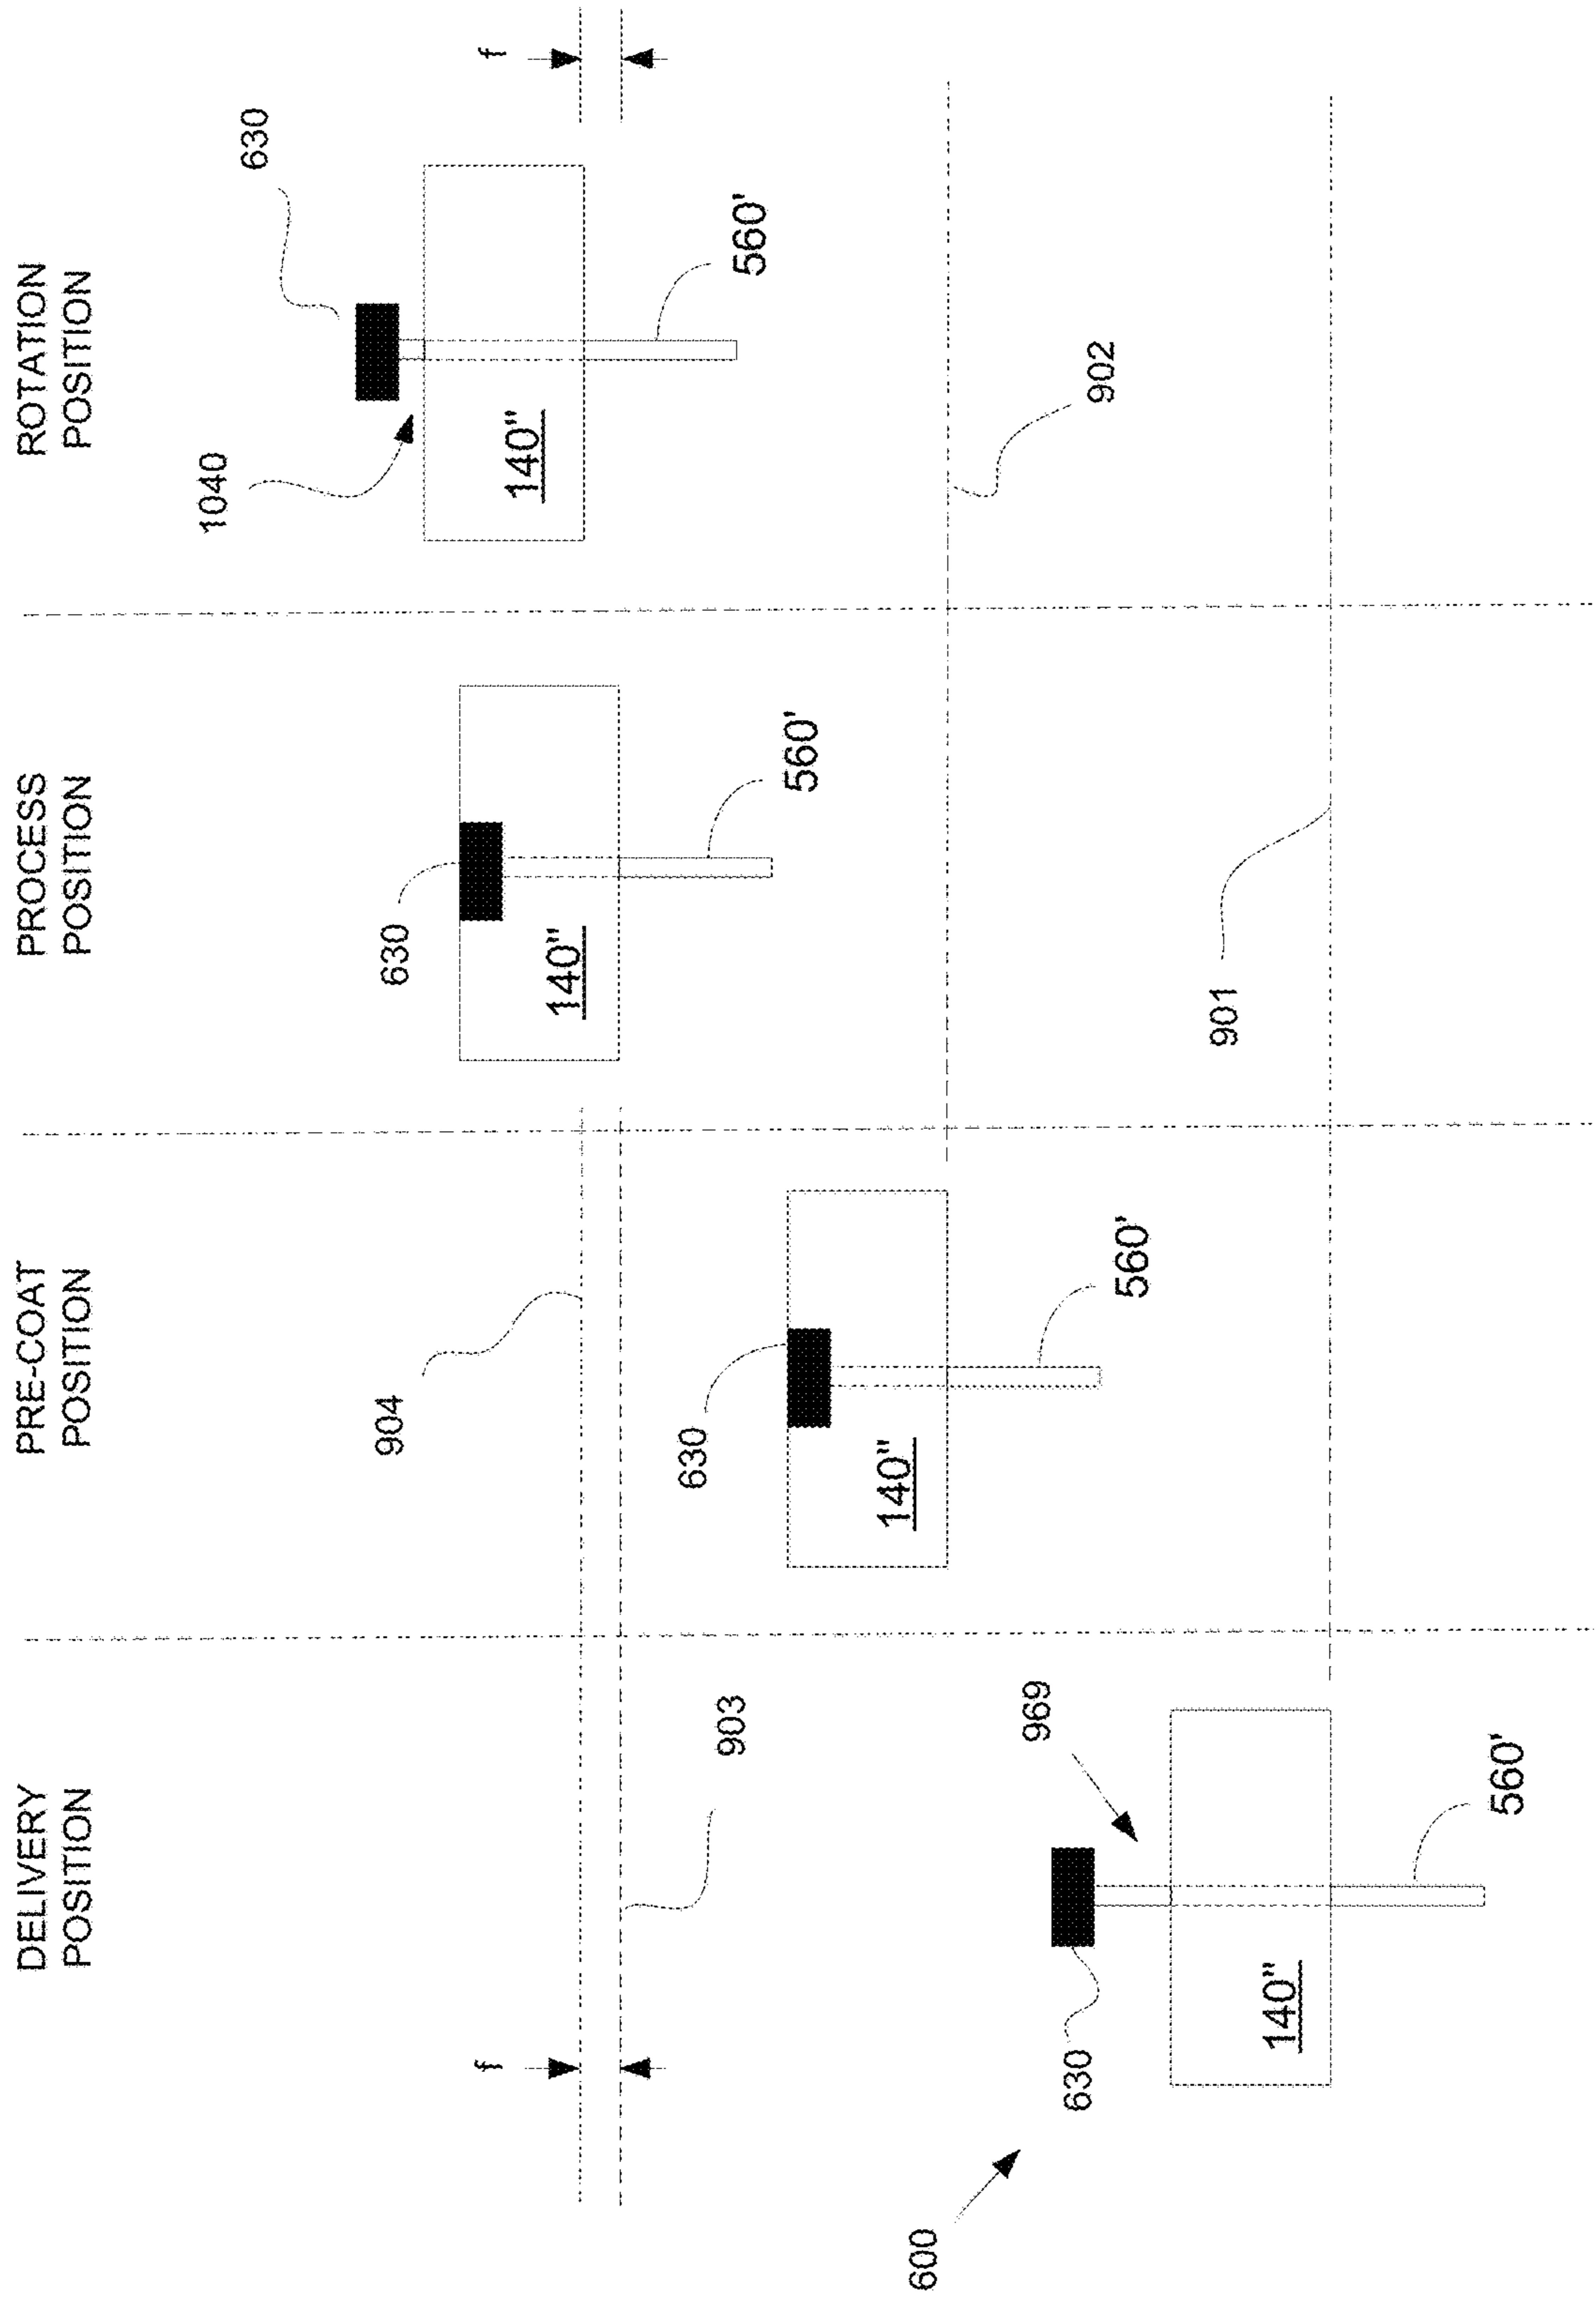 DELIVERY
POSITION
PRE-COAT
POSITION
PROCESS
POSITION
ROTATION
POSITION
f
903
600
630
969
140"
560'
904
630
140"
560'
630
140"
560'
901
1040
630
f
140"
560'
902